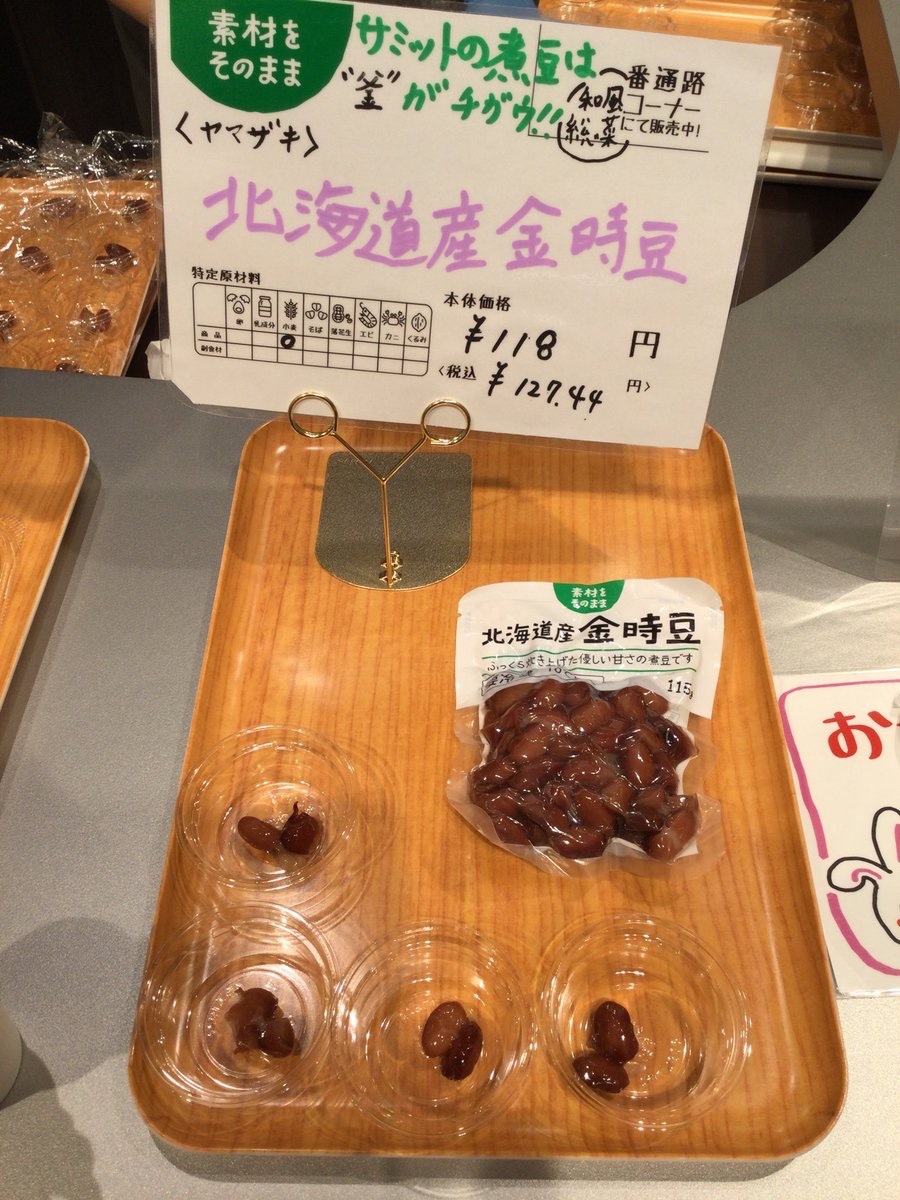 素材を
そのまま
サミットの煮豆は
"釜"がチガウ!!
一番通路
和風コーナー
総菜にて販売中!
〈ヤマザキ〉
北海道産金時豆
特定原材料
卵 乳成分 小麦 そば 落花生 エビ カニ くるみ
商品
副食材
本体価格
¥118 円
〈税込 ¥127.44 円〉
素材を
そのまま
北海道産 金時豆
ふっくら炊き上げた優しい甘さの煮豆です
115g
お